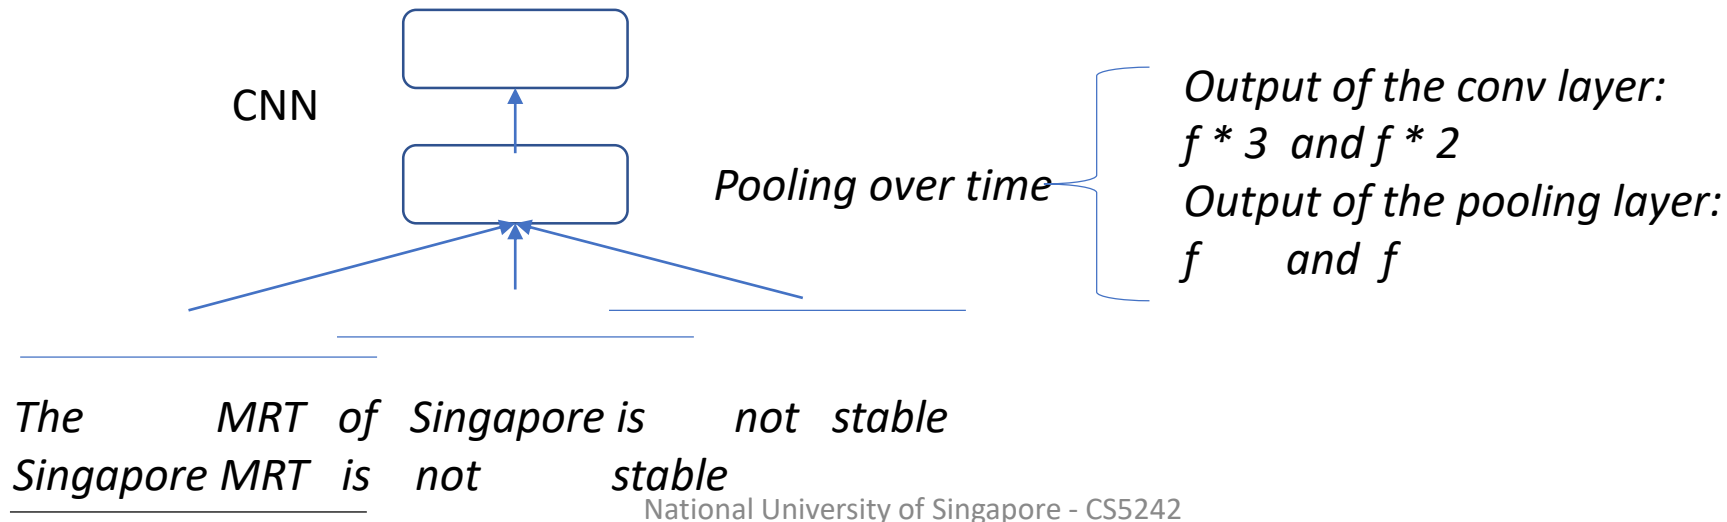 CNN
Pooling over time
Output of the conv layer:
f * 3 and f * 2
Output of the pooling layer:
f and f
The MRT of Singapore is not stable
Singapore MRT is not stable
National University of Singapore - CS5242